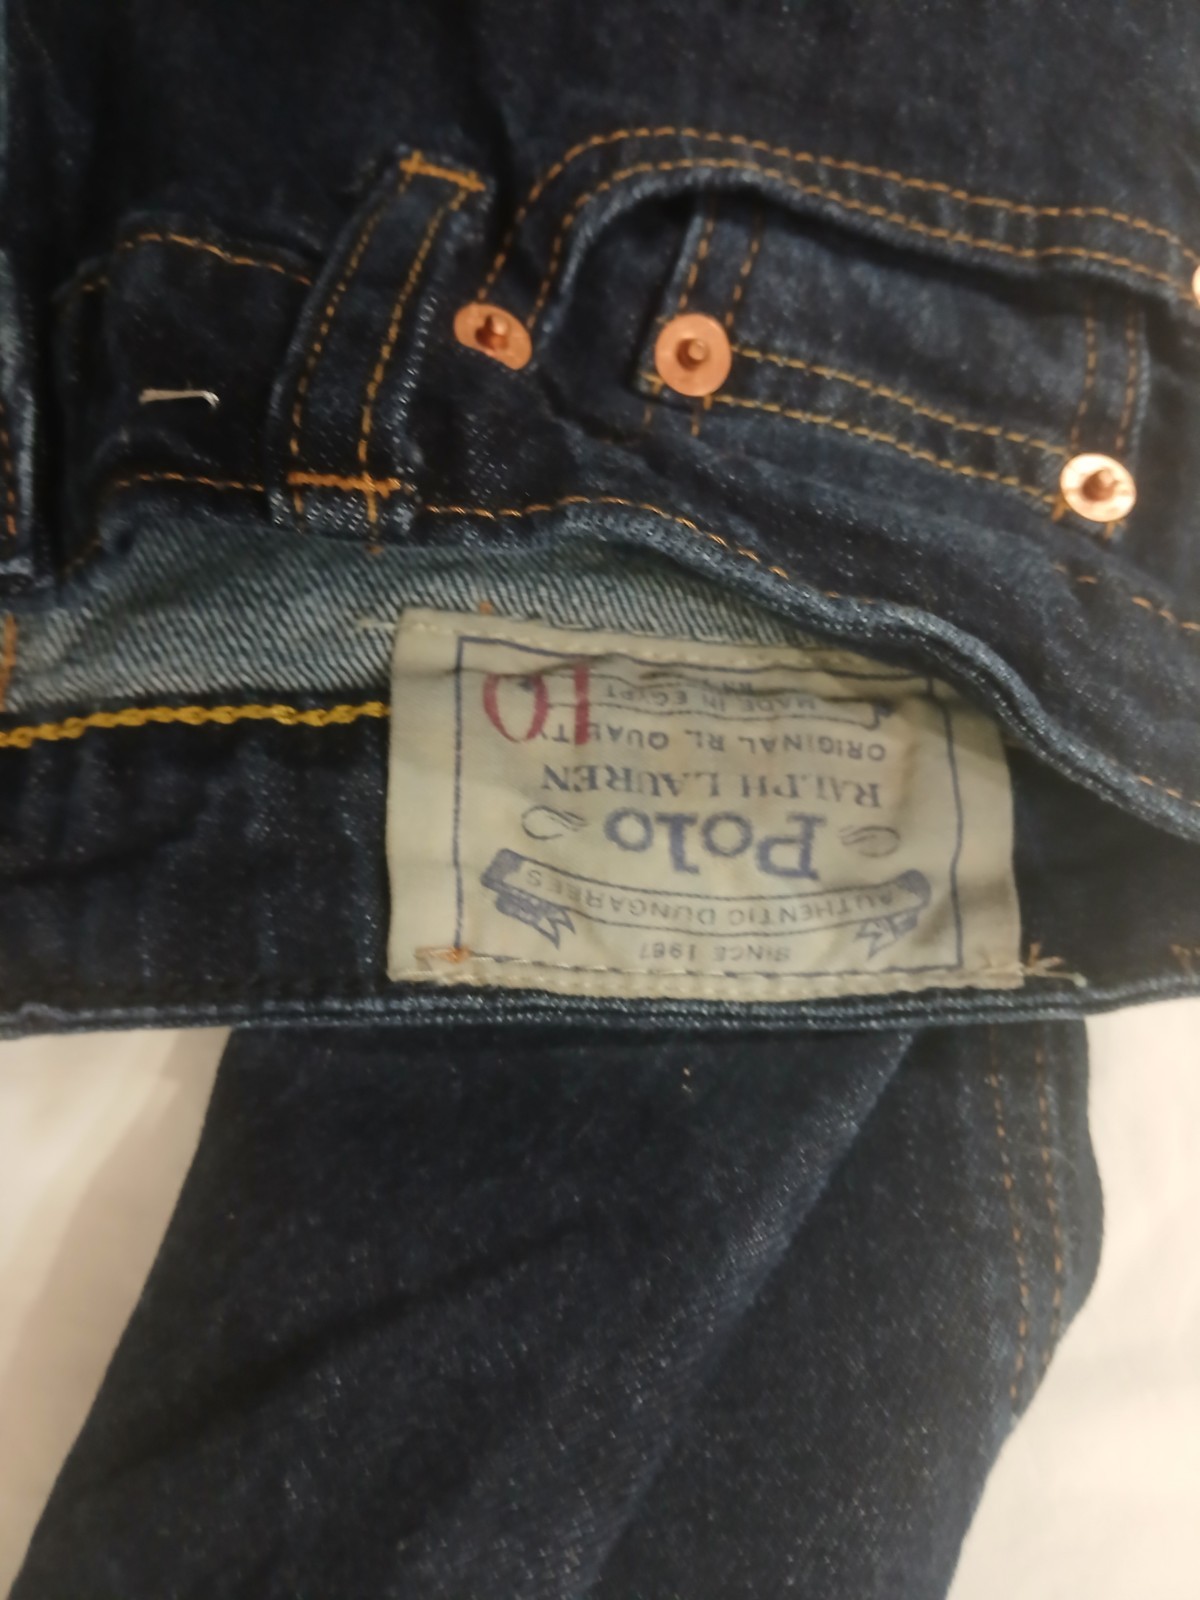 SINCE 1967
AUTHENTIC DUNGAREES
Polo
RALPH LAUREN
ORIGINAL RL QUALITY
MADE IN EGYPT
10